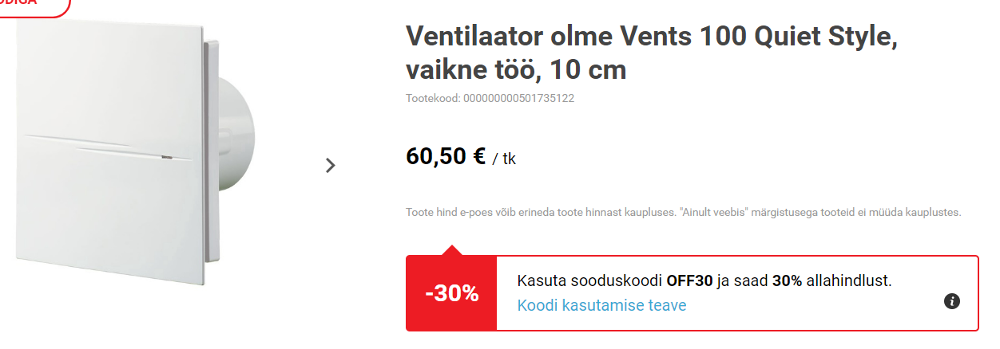 Ventilaator olme Vents 100 Quiet Style,
vaikne töö, 10 cm
Tootekood: 000000000501735122
60,50 € / tk
Toote hind e-poes võib erineda toote hinnast kaupluses. "Ainult veebis" märgistusega tooteid ei müüda kauplustes.
-30%
Kasuta sooduskoodi OFF30 ja saad 30% allahindlust.
Koodi kasutamise teave